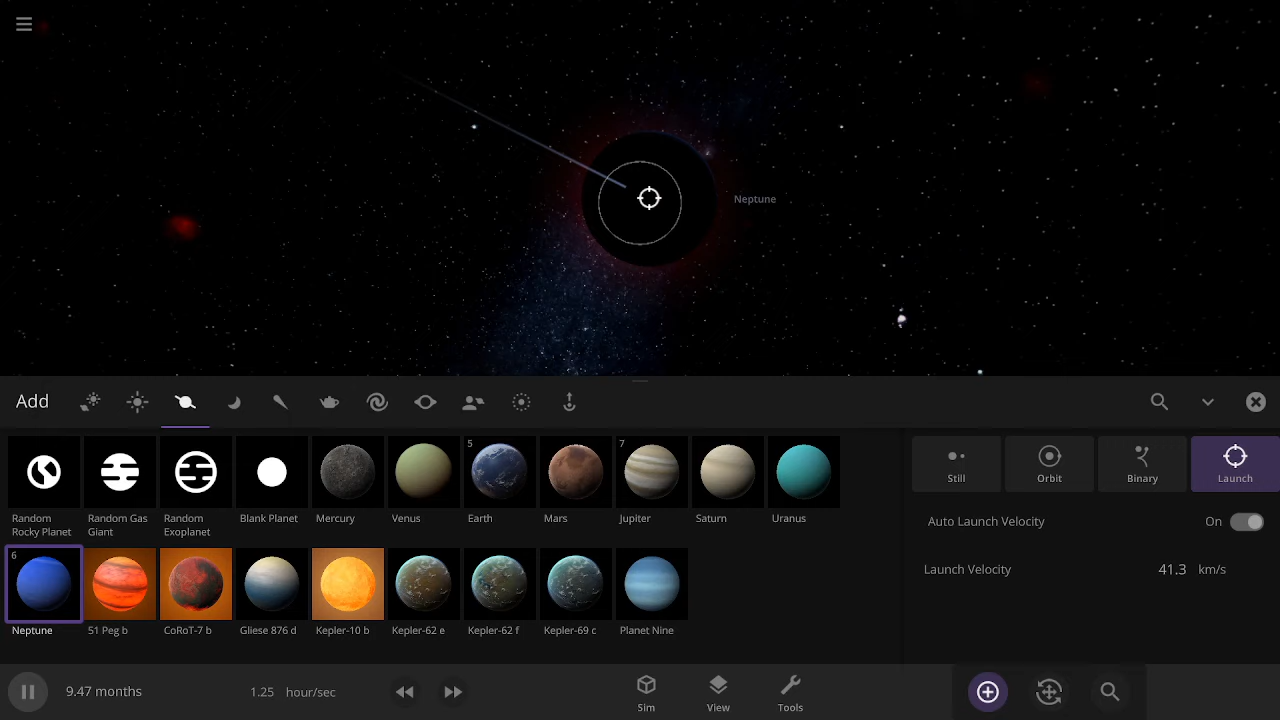 Neptune
Add
Still
Orbit
Binary
Launch
5
7
Random
Rocky Planet
Random Gas
Giant
Random
Exoplanet
Blank Planet
Mercury
Venus
Earth
Mars
Jupiter
Saturn
Uranus
Auto Launch Velocity
On
Launch Velocity
41.3 km/s
6
Neptune
51 Peg b
CoRoT-7 b
Gliese 876 d
Kepler-10 b
Kepler-62 e
Kepler-62 f
Kepler-69 c
Planet Nine
9.47 months
1.25 hour/sec
Sim
View
Tools